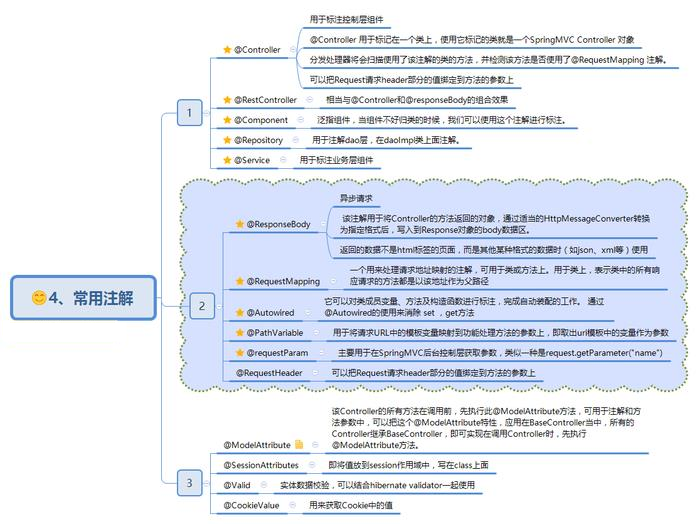 用于标注控制层组件
@Controller
@Controller 用于标记在一个类上，使用它标记的类就是一个SpringMVC Controller 对象
分发处理器将会扫描使用了该注解的类的方法，并检测该方法是否使用了@RequestMapping 注解。
可以把Request请求header部分的值绑定到方法的参数上
1
@RestController
相当与@Controller和@responseBody的组合效果
@Component
泛指组件，当组件不好归类的时候，我们可以使用这个注解进行标注。
@Repository
用于注解dao层，在daoImpl类上面注解。
@Service
用于标注业务层组件
4、常用注解
2
异步请求
@ResponseBody
该注解用于将Controller的方法返回的对象，通过适当的HttpMessageConverter转换
为指定格式后，写入到Response对象的body数据区。
返回的数据不是html标签的页面，而是其他某种格式的数据时（如json、xml等）使用
@RequestMapping
一个用来处理请求地址映射的注解，可用于类或方法上。用于类上，表示类中的所有响
应请求的方法都是以该地址作为父路径
@Autowired
它可以对类成员变量、方法及构造函数进行标注，完成自动装配的工作。 通过
@Autowired的使用来消除 set ，get方法
@PathVariable
用于将请求URL中的模板变量映射到功能处理方法的参数上，即取出url模板中的变量作为参数
@requestParam
主要用于在SpringMVC后台控制层获取参数，类似一种是request.getParameter("name")
@RequestHeader
可以把Request请求header部分的值绑定到方法的参数上
3
@ModelAttribute
该Controller的所有方法在调用前，先执行此@ModelAttribute方法，可用于注解和方
法参数中，可以把这个@ModelAttribute特性，应用在BaseController当中，所有的
Controller继承BaseController，即可实现在调用Controller时，先执行
@ModelAttribute方法。
@SessionAttributes
即将值放到session作用域中，写在class上面
@Valid
实体数据校验，可以结合hibernate validator一起使用
@CookieValue
用来获取Cookie中的值